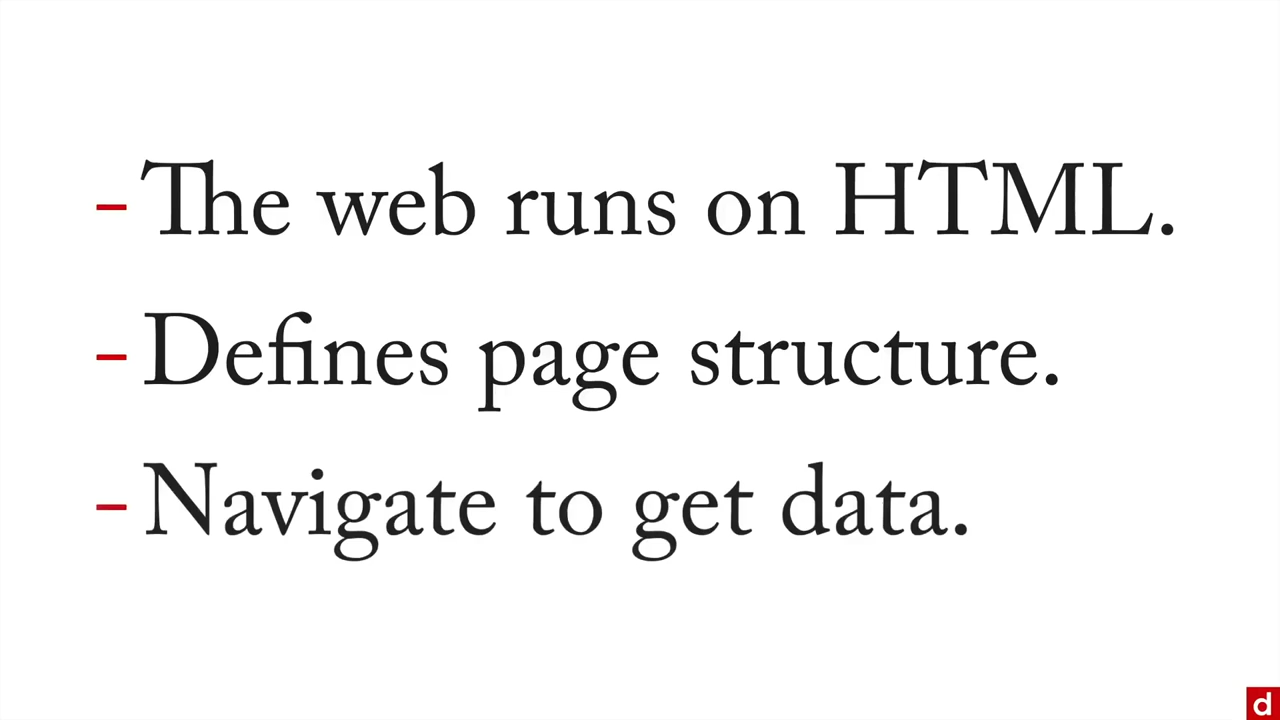 - The web runs on HTML.
- Defines page structure.
- Navigate to get data.
d